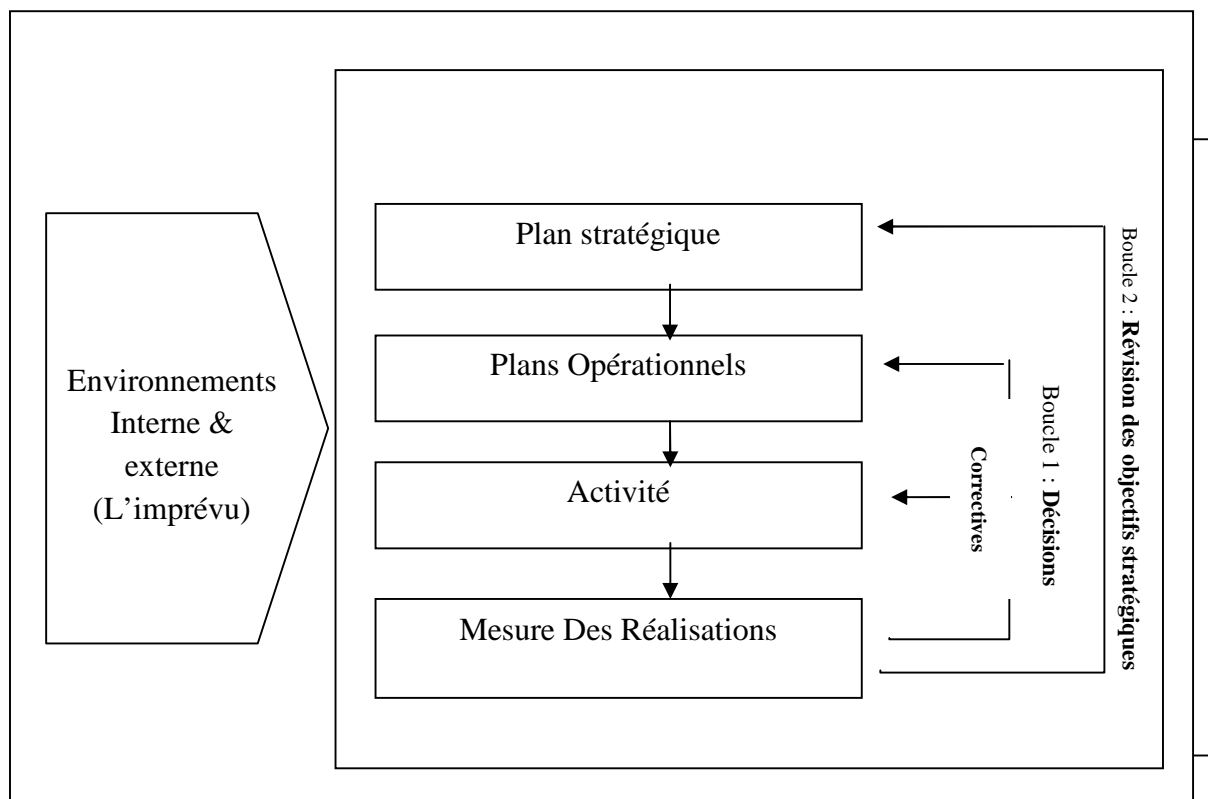 Environnements
Interne &
externe
(L’imprévu)
Plan stratégique
Plans Opérationnels
Activité
Mesure Des Réalisations
Boucle 1 : Décisions
Correctives
Boucle 2 : Révision des objectifs stratégiques